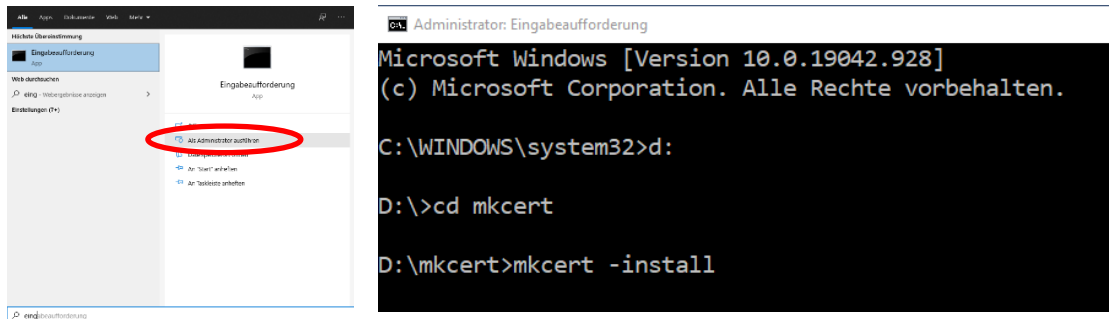 Alle Apps Dokumente Web Mehr
Höchste Übereinstimmung
Eingabeaufforderung
App
Web durchsuchen
eing - Webergebnisse anzeigen
Einstellungen (7+)
Eingabeaufforderung
App
Als Administrator ausführen
An "Start" anheften
An Taskleiste anheften
eingabeaufforderung
Administrator: Eingabeaufforderung
Microsoft Windows [Version 10.0.19042.928]
(c) Microsoft Corporation. Alle Rechte vorbehalten.
C:\WINDOWS\system32>d:
D:\>cd mkcert
D:\mkcert>mkcert -install